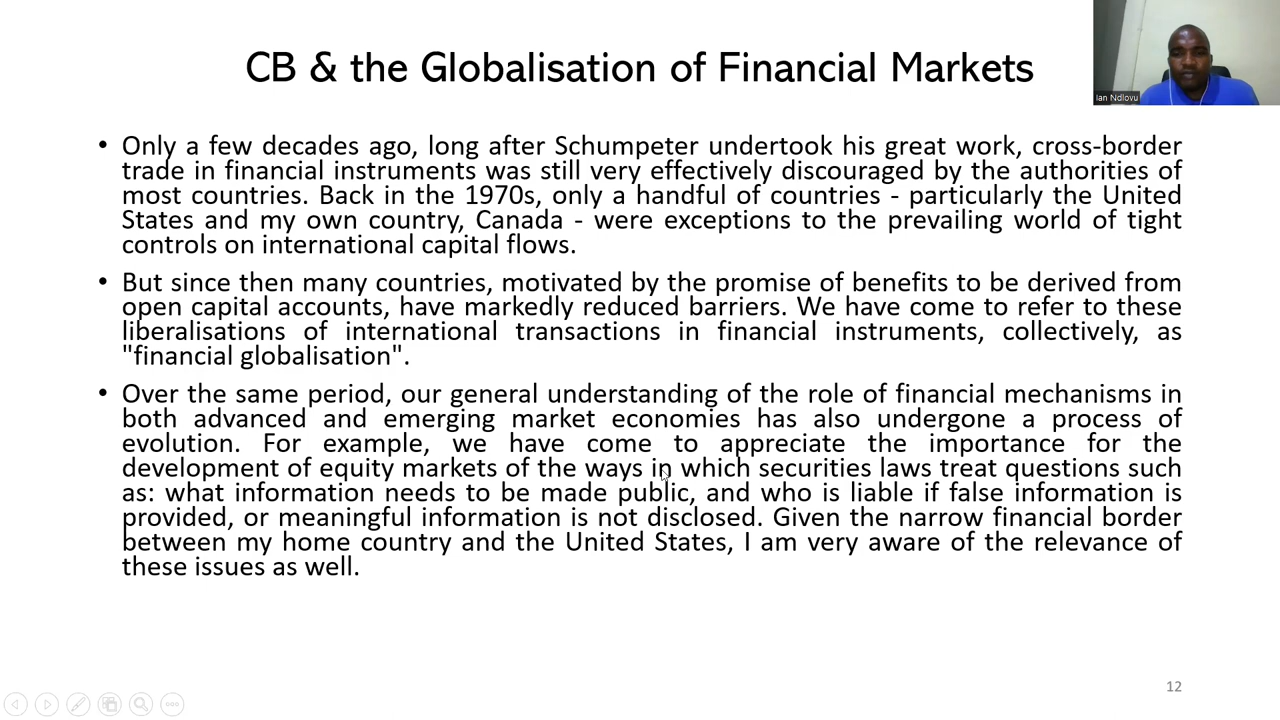 CB & the Globalisation of Financial Markets
Ian Ndlovu
• Only a few decades ago, long after Schumpeter undertook his great work, cross-border
trade in financial instruments was still very effectively discouraged by the authorities of
most countries. Back in the 1970s, only a handful of countries - particularly the United
States and my own country, Canada - were exceptions to the prevailing world of tight
controls on international capital flows.
• But since then many countries, motivated by the promise of benefits to be derived from
open capital accounts, have markedly reduced barriers. We have come to refer to these
liberalisations of international transactions in financial instruments, collectively, as
"financial globalisation".
• Over the same period, our general understanding of the role of financial mechanisms in
both advanced and emerging market economies has also undergone a process of
evolution. For example, we have come to appreciate the importance for the
development of equity markets of the ways in which securities laws treat questions such
as: what information needs to be made public, and who is liable if false information is
provided, or meaningful information is not disclosed. Given the narrow financial border
between my home country and the United States, I am very aware of the relevance of
these issues as well.
12